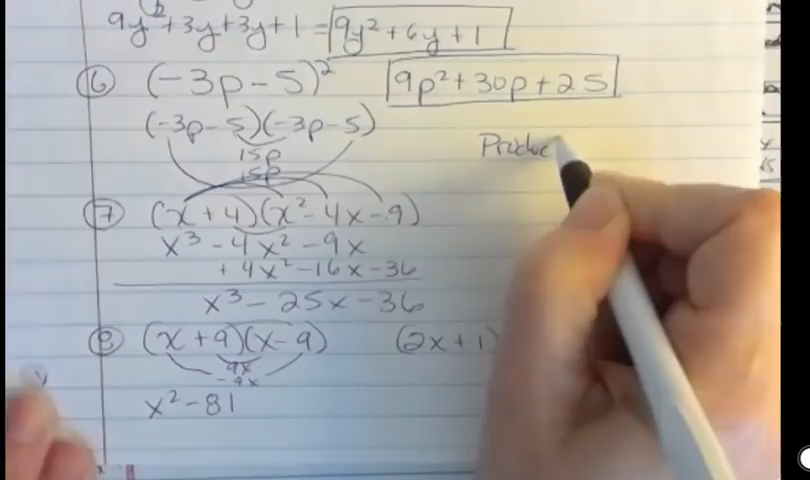 9y²+3y+3y+1 = 9y²+6y+1
⑥ (-3p-5)² 9p²+30p+25
(-3p-5)(-3p-5)
15p
15p
Produc
⑦ (x+4)(x²-4x-9)
x³-4x²-9x
+4x²-16x-36
x³-25x-36
⑧ (x+9)(x-9) (2x+1)
9x
-9x
x²-81